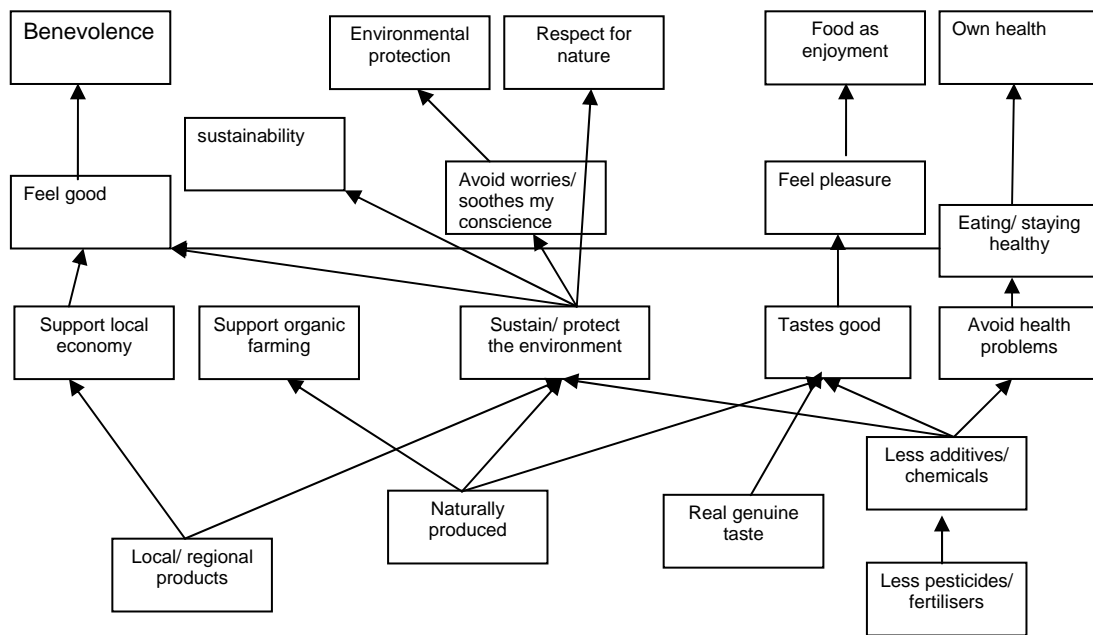 Benevolence
Environmental
protection
Respect for
nature
Food as
enjoyment
Own health
sustainability
Feel good
Avoid worries/
soothes my
conscience
Feel pleasure
Eating/ staying
healthy
Support local
economy
Support organic
farming
Sustain/ protect
the environment
Tastes good
Avoid health
problems
Less additives/
chemicals
Naturally
produced
Real genuine
taste
Local/ regional
products
Less pesticides/
fertilisers